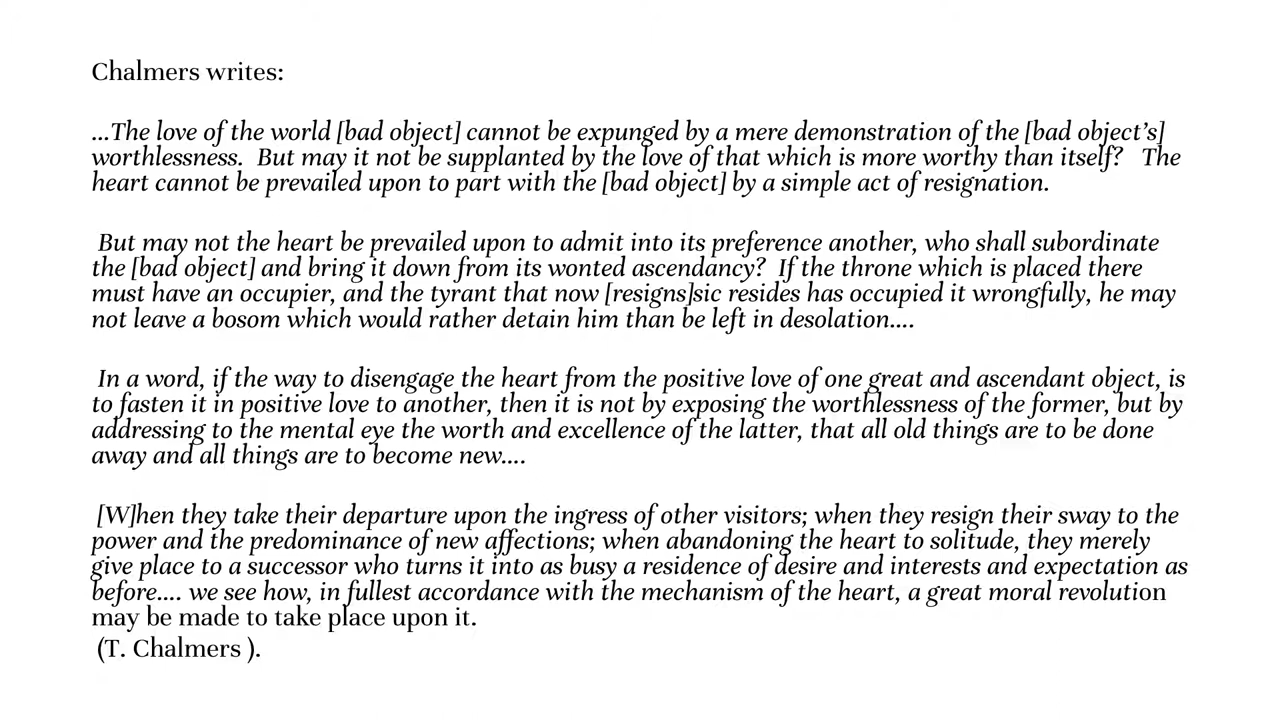 Chalmers writes:
...The love of the world [bad object] cannot be expunged by a mere demonstration of the [bad object's]
worthlessness. But may it not be supplanted by the love of that which is more worthy than itself? The
heart cannot be prevailed upon to part with the [bad object] by a simple act of resignation.
But may not the heart be prevailed upon to admit into its preference another, who shall subordinate
the [bad object] and bring it down from its wonted ascendancy? If the throne which is placed there
must have an occupier, and the tyrant that now [resigns]sic resides has occupied it wrongfully, he may
not leave a bosom which would rather detain him than be left in desolation....
In a word, if the way to disengage the heart from the positive love of one great and ascendant object, is
to fasten it in positive love to another, then it is not by exposing the worthlessness of the former, but by
addressing to the mental eye the worth and excellence of the latter, that all old things are to be done
away and all things are to become new....
[W]hen they take their departure upon the ingress of other visitors; when they resign their sway to the
power and the predominance of new affections; when abandoning the heart to solitude, they merely
give place to a successor who turns it into as busy a residence of desire and interests and expectation as
before.... we see how, in fullest accordance with the mechanism of the heart, a great moral revolution
may be made to take place upon it.
(T. Chalmers ).